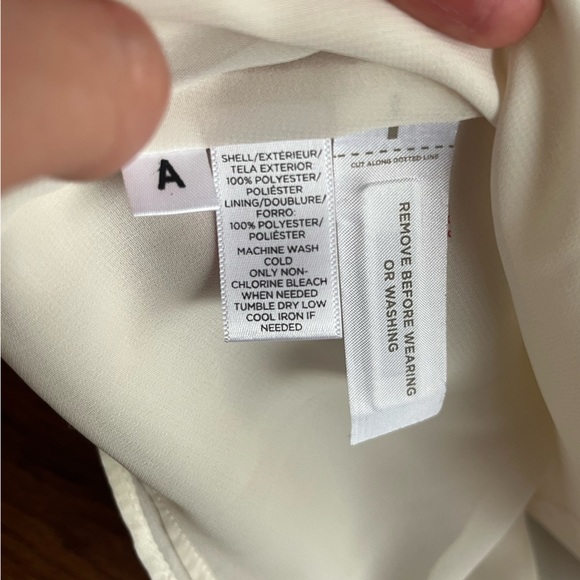 A
SHELL/EXTÉRIEUR/
TELA EXTERIOR:
100% POLYESTER/
POLIÉSTER
LINING/DOUBLURE/
FORRO:
100% POLYESTER/
POLIÉSTER
MACHINE WASH
COLD
ONLY NON-
CHLORINE BLEACH
WHEN NEEDED
TUMBLE DRY LOW
COOL IRON IF
NEEDED
CUT ALONG DOTTED LINE
REMOVE BEFORE WEARING
OR WASHING